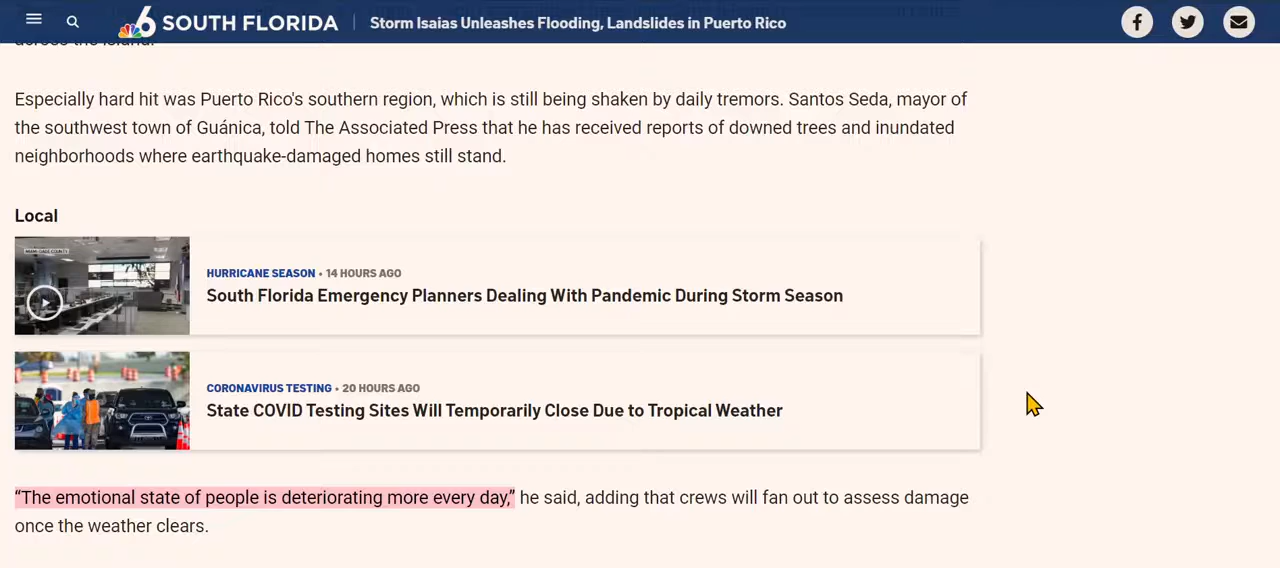 6 SOUTH FLORIDA
Storm Isaias Unleashes Flooding, Landslides in Puerto Rico
across the island.
Especially hard hit was Puerto Rico's southern region, which is still being shaken by daily tremors. Santos Seda, mayor of
the southwest town of Guánica, told The Associated Press that he has received reports of downed trees and inundated
neighborhoods where earthquake-damaged homes still stand.
Local
HURRICANE SEASON • 14 HOURS AGO
South Florida Emergency Planners Dealing With Pandemic During Storm Season
CORONAVIRUS TESTING • 20 HOURS AGO
State COVID Testing Sites Will Temporarily Close Due to Tropical Weather
“The emotional state of people is deteriorating more every day,” he said, adding that crews will fan out to assess damage
once the weather clears.